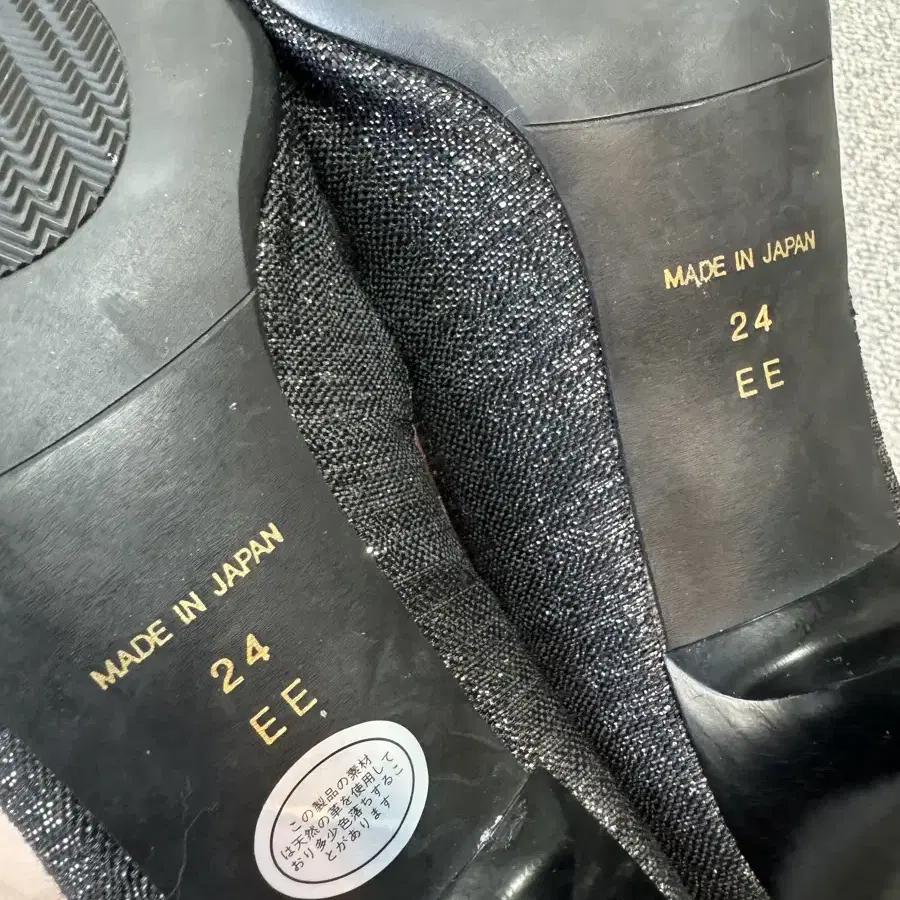 MADE IN JAPAN
24
EE
MADE IN JAPAN
24
EE
この製品の素材
は天然の革を使用して
おり多少色落ちするこ
とがあります